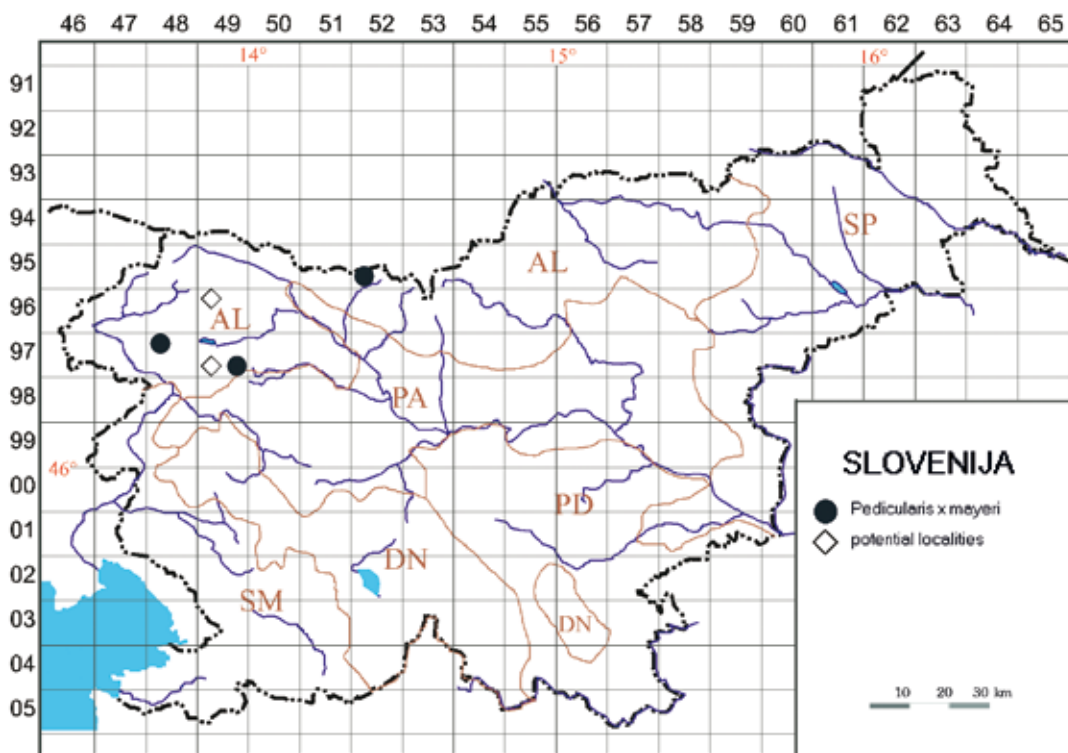 46 47 48 49 50 51 52 53 55 56 57 58 59 60 61 62 64 65
14° 15° 16°
91
92
93
94
SP
95
AL
96
AL
97
98
PA
99
SLOVENIJA
46°
00
Pedicularis x mayeri
PD
01
potential localities
DN
02
SM
03
DN
04
10 20 30 km
05